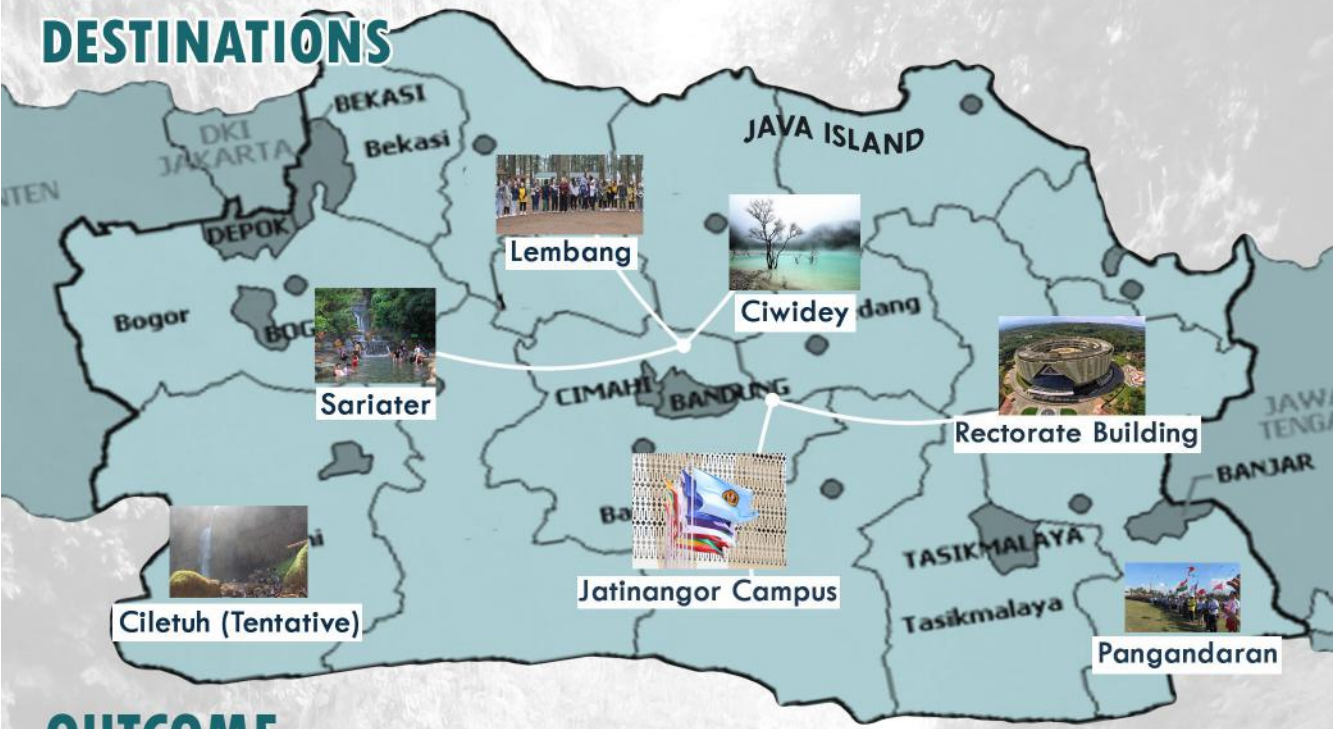 DESTINATIONS
BEKASI
Bekasi
DKI
JAKARTA
JAVA ISLAND
DEPOK
Lembang
Ciwidey
Bogor
Sariater
CIMAHI
BANDUNG
Rectorate Building
JAWA
BANJAR
TASIKMALAYA
Tasikmalaya
Jatinangor Campus
Ciletuh (Tentative)
Pangandaran
OUTCOME